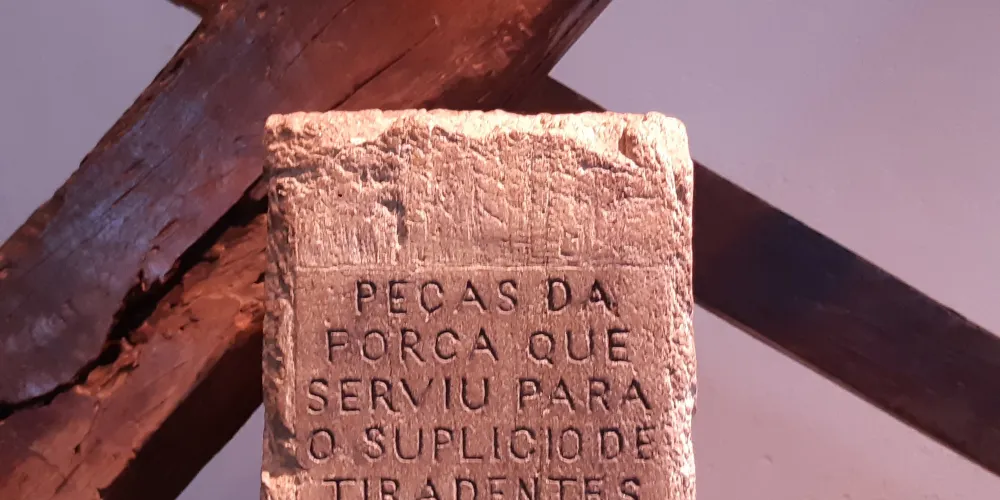 PEÇAS DA
FORCA QUE
SERVIU PARA
O SUPLICIO DE
TIRADENTES